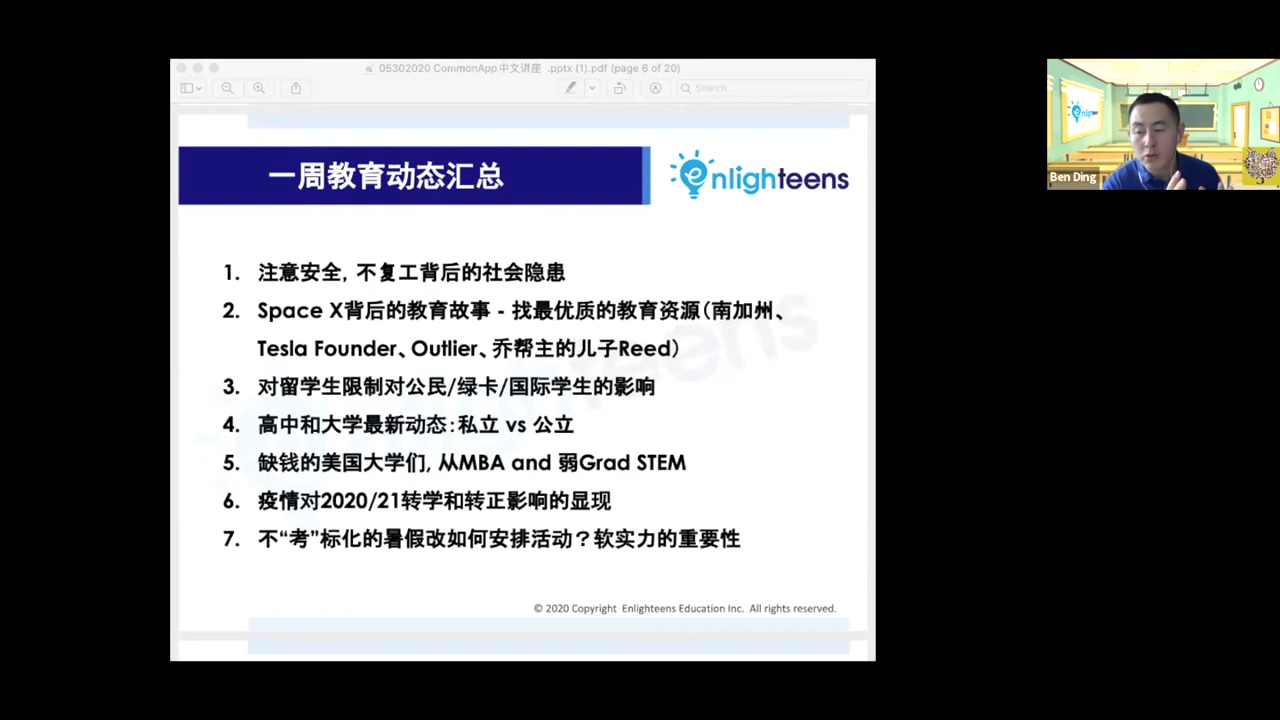 05302020 CommonApp中文讲座 .pptx (1).pdf (page 6 of 20)
Search
一周教育动态汇总
enlighteens
1. 注意安全, 不复工背后的社会隐患
2. Space X背后的教育故事 - 找最优质的教育资源（南加州、
Tesla Founder、Outlier、乔帮主的儿子Reed）
3. 对留学生限制对公民/绿卡/国际学生的影响
4. 高中和大学最新动态：私立 vs 公立
5. 缺钱的美国大学们, 从MBA and 弱Grad STEM
6. 疫情对2020/21转学和转正影响的显现
7. 不“考”标化的暑假改如何安排活动？软实力的重要性
© 2020 Copyright Enlighteens Education Inc. All rights reserved.
Ben Ding